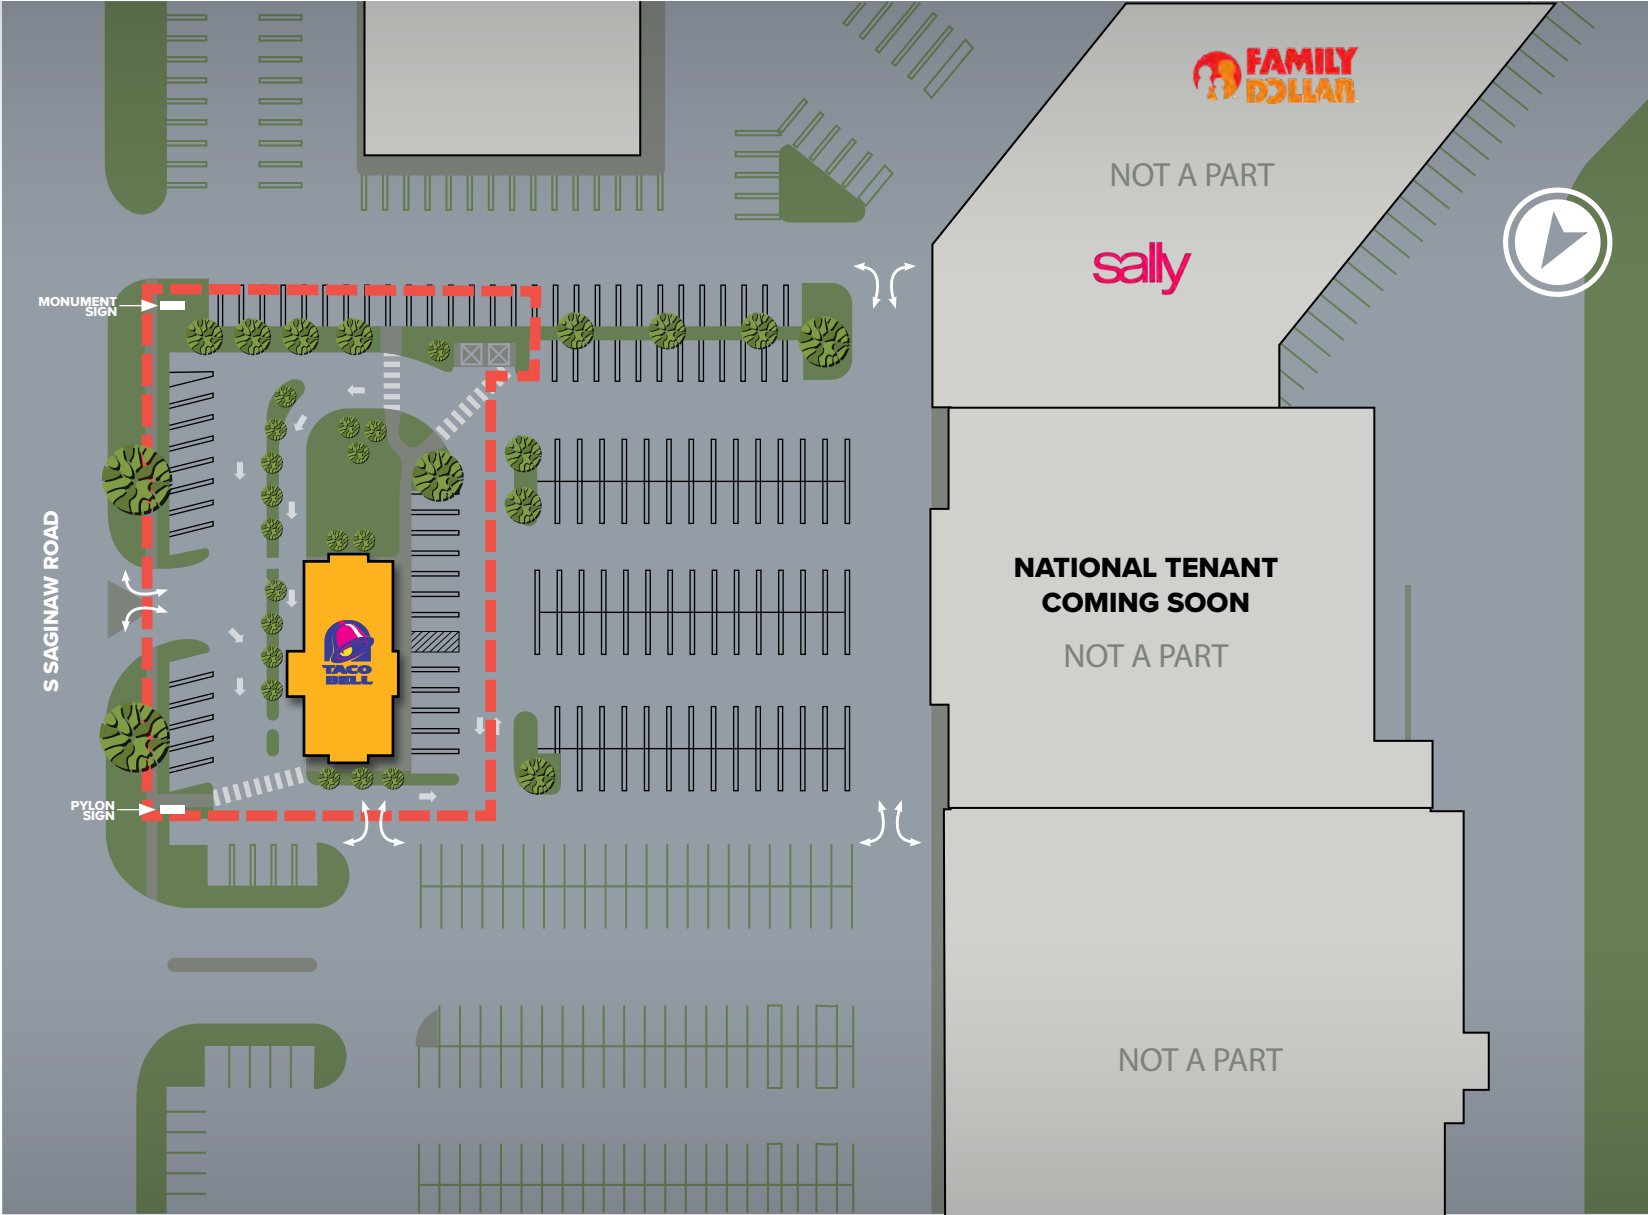 FAMILY
DOLLAR
NOT A PART
sally
MONUMENT
SIGN
S SAGINAW ROAD
NATIONAL TENANT
COMING SOON
NOT A PART
TACO
BELL
PYLON
SIGN
NOT A PART